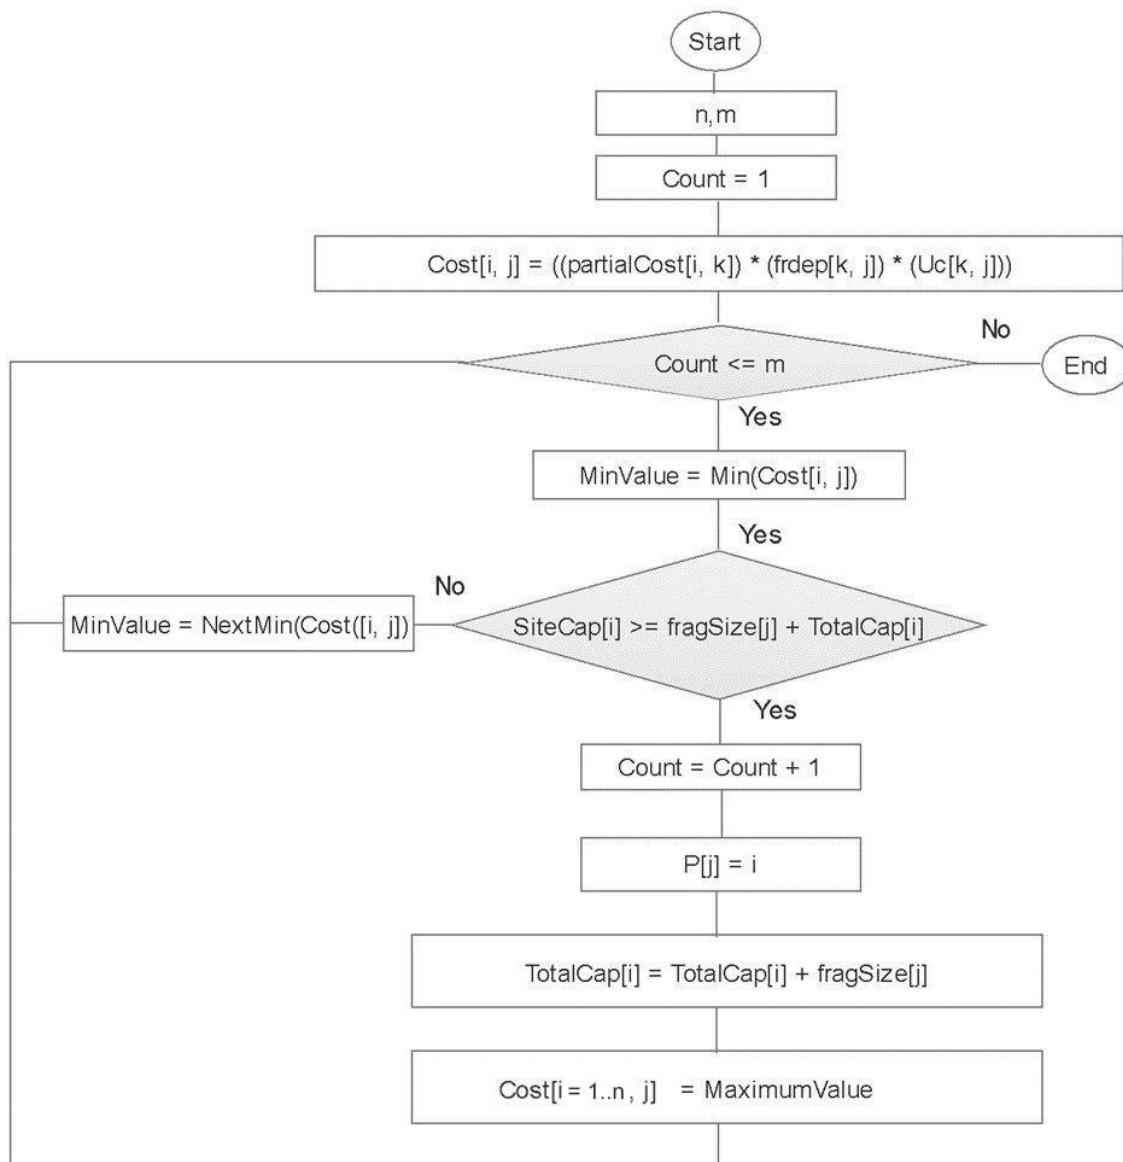 Start
n,m
Count = 1
Cost[i, j] = ((partialCost[i, k]) * (frdep[k, j]) * (Uc[k, j]))
No
Count <= m
End
Yes
MinValue = Min(Cost[i, j])
Yes
No
MinValue = NextMin(Cost([i, j])
SiteCap[i] >= fragSize[j] + TotalCap[i]
Yes
Count = Count + 1
P[j] = i
TotalCap[i] = TotalCap[i] + fragSize[j]
Cost[i = 1..n, j] = MaximumValue